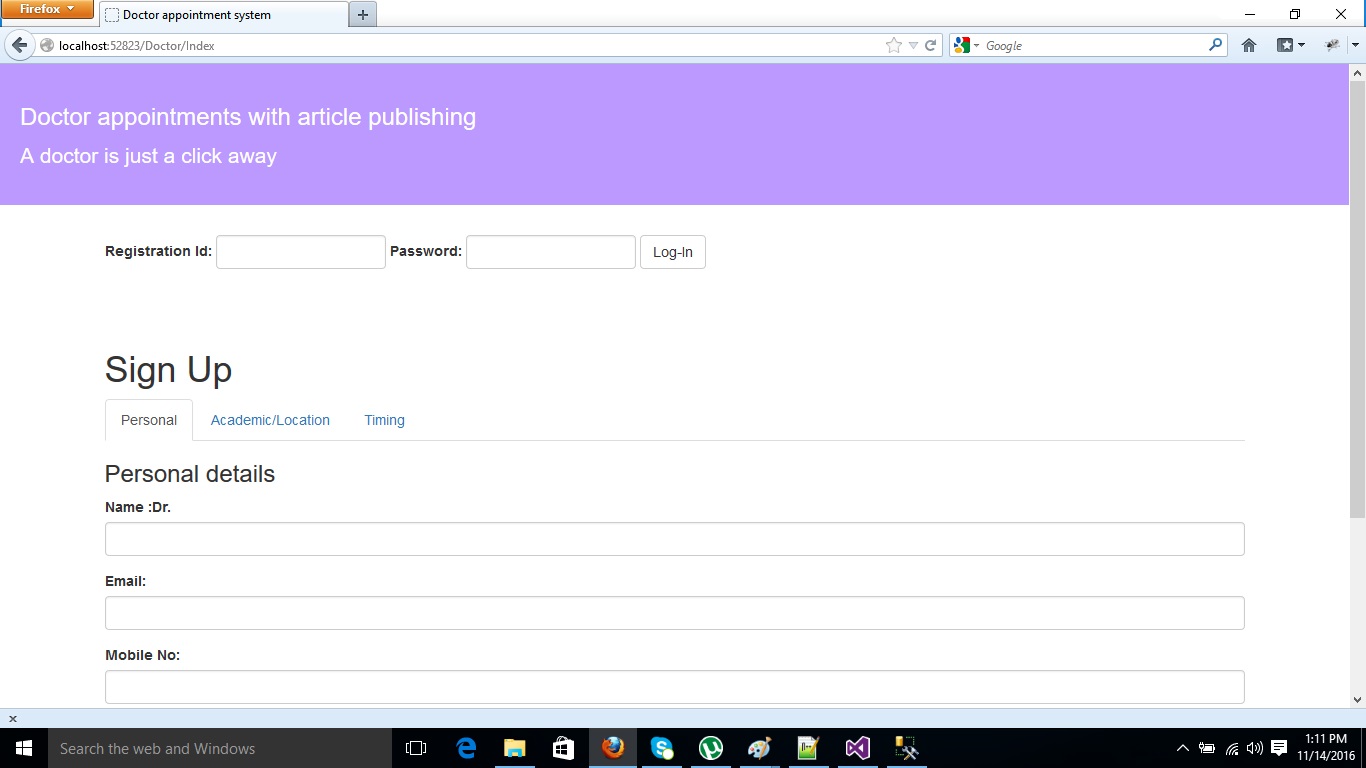 Firefox
Doctor appointment system
localhost:52823/Doctor/Index
Google
Doctor appointments with article publishing
A doctor is just a click away
Registration Id: Password: Log-In
Sign Up
Personal Academic/Location Timing
Personal details
Name :Dr.
Email:
Mobile No:
Search the web and Windows
1:11 PM
11/14/2016